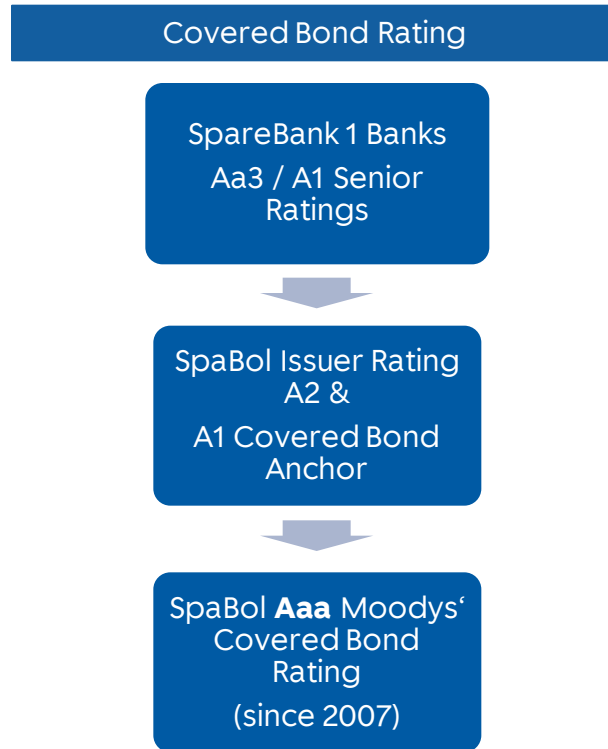 Covered Bond Rating
SpareBank 1 Banks
Aa3 / A1 Senior
Ratings
SpaBol Issuer Rating
A2 &
A1 Covered Bond
Anchor
SpaBol Aaa Moodys‘
Covered Bond
Rating
(since 2007)